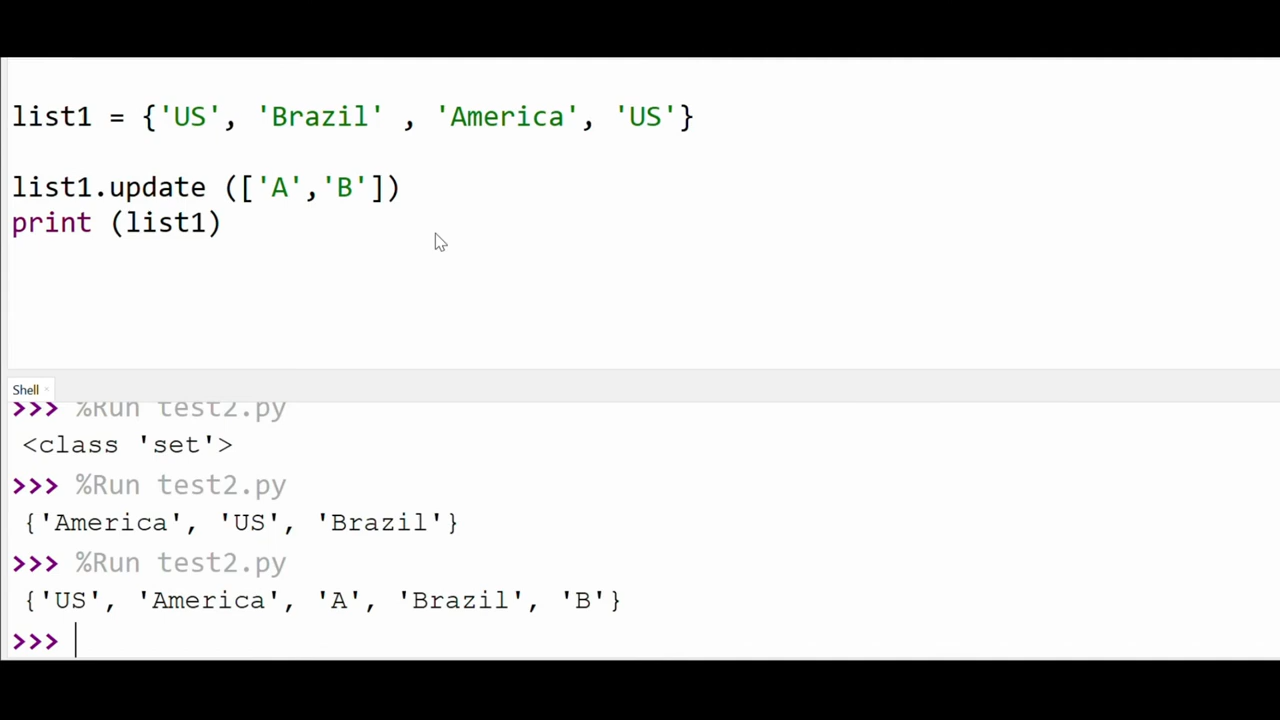 list1 = {'US', 'Brazil' , 'America', 'US'}
list1.update (['A','B'])
print (list1)
Shell
>>> %Run test2.py
<class 'set'>
>>> %Run test2.py
{'America', 'US', 'Brazil'}
>>> %Run test2.py
{'US', 'America', 'A', 'Brazil', 'B'}
>>>